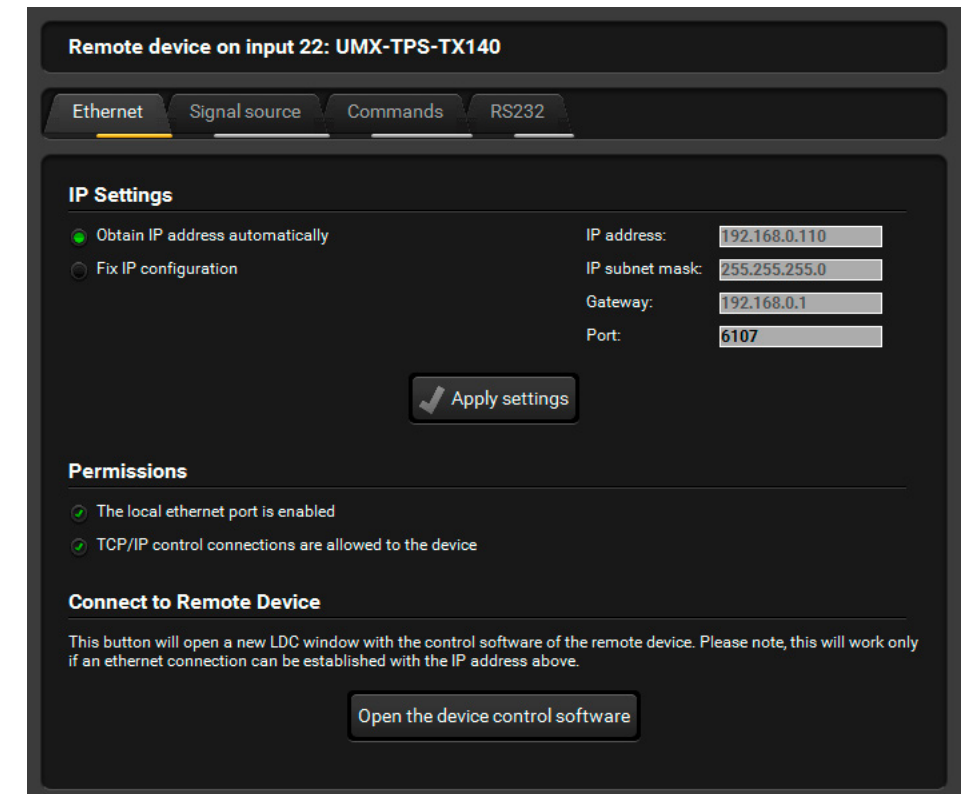 Remote device on input 22: UMX-TPS-TX140
Ethernet Signal source Commands RS232
IP Settings
Obtain IP address automatically
Fix IP configuration
IP address: 192.168.0.110
IP subnet mask: 255.255.255.0
Gateway: 192.168.0.1
Port: 6107
Apply settings
Permissions
The local ethernet port is enabled
TCP/IP control connections are allowed to the device
Connect to Remote Device
This button will open a new LDC window with the control software of the remote device. Please note, this will work only
if an ethernet connection can be established with the IP address above.
Open the device control software